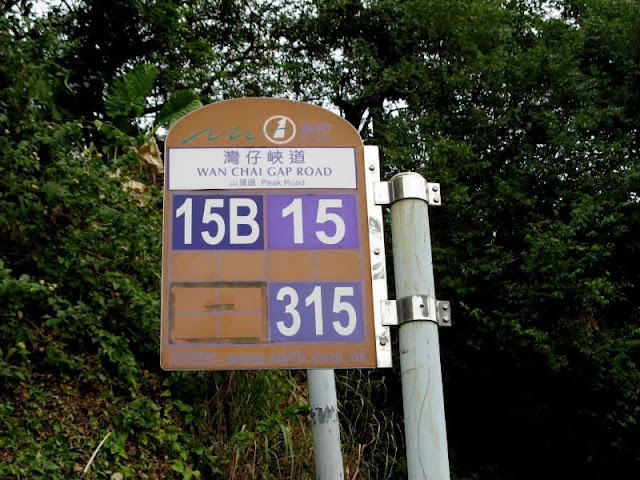 灣仔峽道
WAN CHAI GAP ROAD
山頂道 Peak Road
15B 15
315
www.nwfb.com.hk